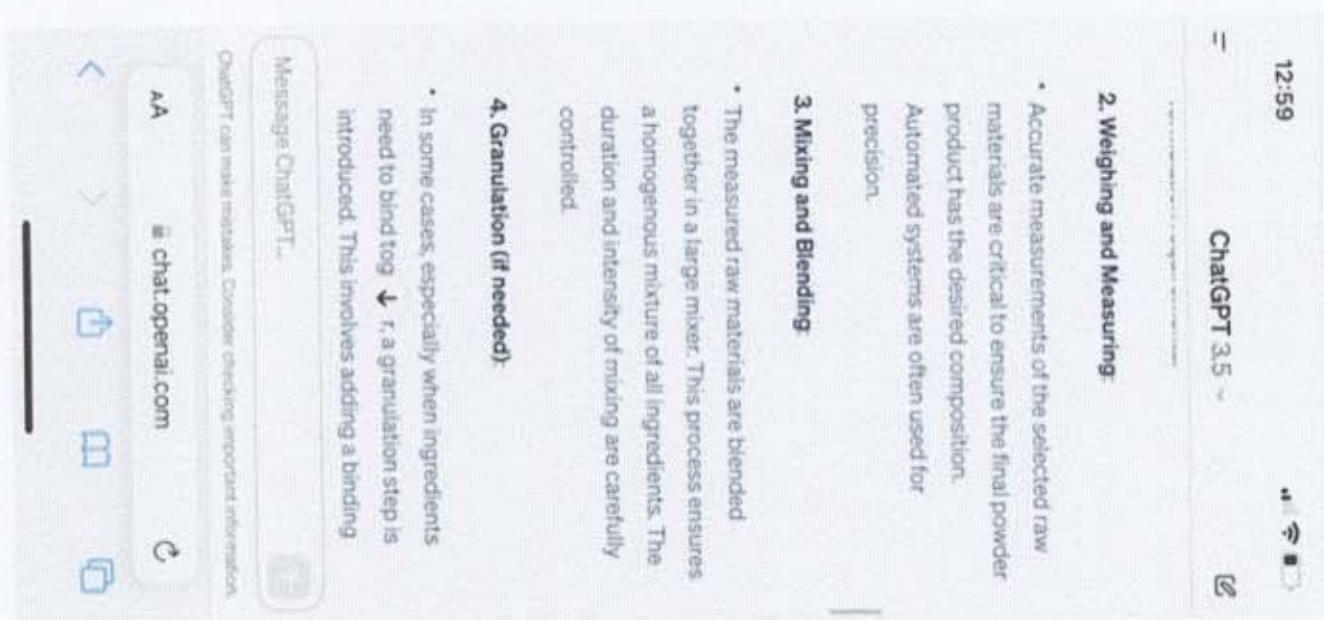 12:59
ChatGPT 3.5
2. Weighing and Measuring:
* Accurate measurements of the selected raw
materials are critical to ensure the final powder
product has the desired composition.
Automated systems are often used for
precision.
3. Mixing and Blending:
* The measured raw materials are blended
together in a large mixer. This process ensures
a homogenous mixture of all ingredients. The
duration and intensity of mixing are carefully
controlled.
4. Granulation (if needed):
* In some cases, especially when ingredients
need to bind tog ↓ r, a granulation step is
introduced. This involves adding a binding
Message ChatGPT...
ChatGPT can make mistakes. Consider checking important information.
AA chat.openai.com